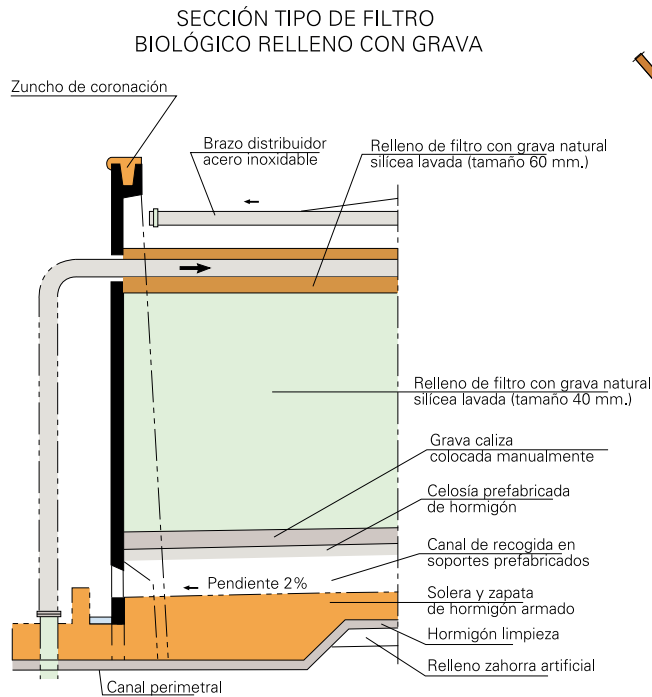 SECCIÓN TIPO DE FILTRO
BIOLÓGICO RELLENO CON GRAVA
Zuncho de coronación
Brazo distribuidor
acero inoxidable
Relleno de filtro con grava natural
silícea lavada (tamaño 60 mm.)
Relleno de filtro con grava natural
silícea lavada (tamaño 40 mm.)
Grava caliza
colocada manualmente
Celosía prefabricada
de hormigón
Canal de recogida en
soportes prefabricados
Pendiente 2%
Solera y zapata
de hormigón armado
Hormigón limpieza
Relleno zahorra artificial
Canal perimetral